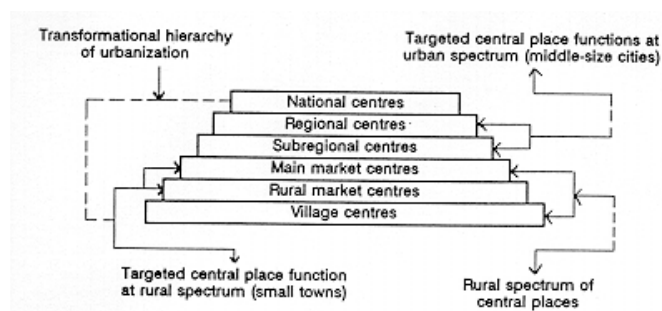 Transformational hierarchy
of urbanization
Targeted central place functions at
urban spectrum (middle-size cities)
National centres
Regional centres
Subregional centres
Main market centres
Rural market centres
Village centres
Targeted central place function
at rural spectrum (small towns)
Rural spectrum of
central places